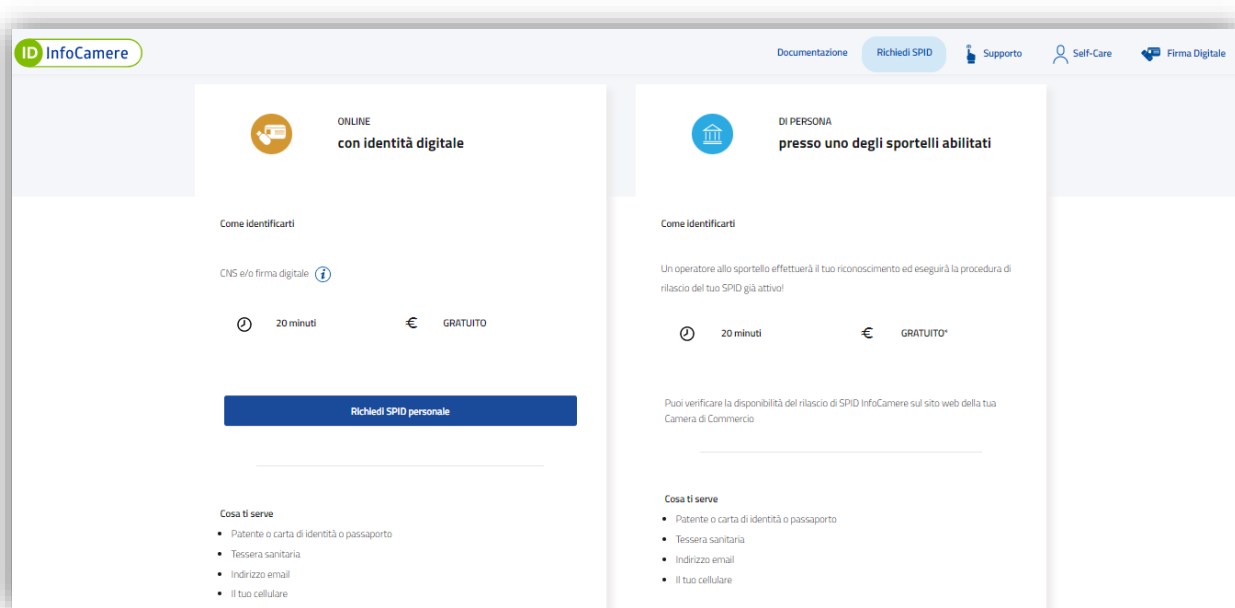 ID InfoCamere
Documentazione
Richiedi SPID
Supporto
Self-Care
Firma Digitale
ONLINE
con identità digitale
Come identificarti
CNS e/o firma digitale
20 minuti
€ GRATUITO
Richiedi SPID personale
Cosa ti serve
• Patente o carta di identità o passaporto
• Tessera sanitaria
• Indirizzo email
• Il tuo cellulare
DI PERSONA
presso uno degli sportelli abilitati
Come identificarti
Un operatore allo sportello effettuerà il tuo riconoscimento ed eseguirà la procedura di
rilascio del tuo SPID già attivo!
20 minuti
€ GRATUITO*
Puoi verificare la disponibilità del rilascio di SPID InfoCamere sul sito web della tua
Camera di Commercio
Cosa ti serve
• Patente o carta di identità o passaporto
• Tessera sanitaria
• Indirizzo email
• Il tuo cellulare